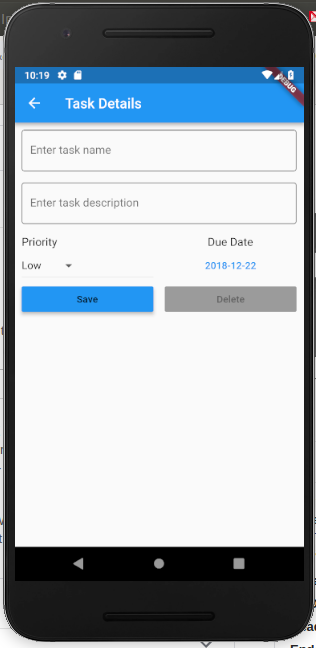 10:19
DEBUG
Task Details
Enter task name
Enter task description
Priority
Due Date
Low
2018-12-22
Save
Delete